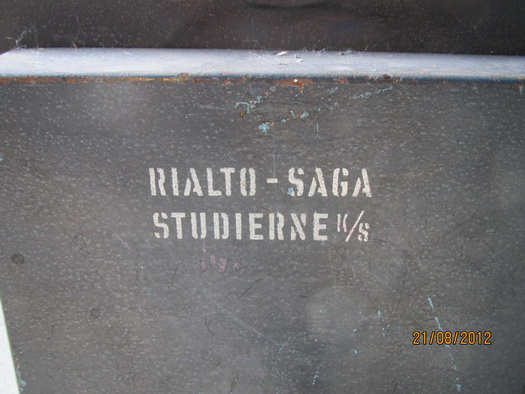 RIALTO-SAGA
STUDIERNE K/S
21/08/2012